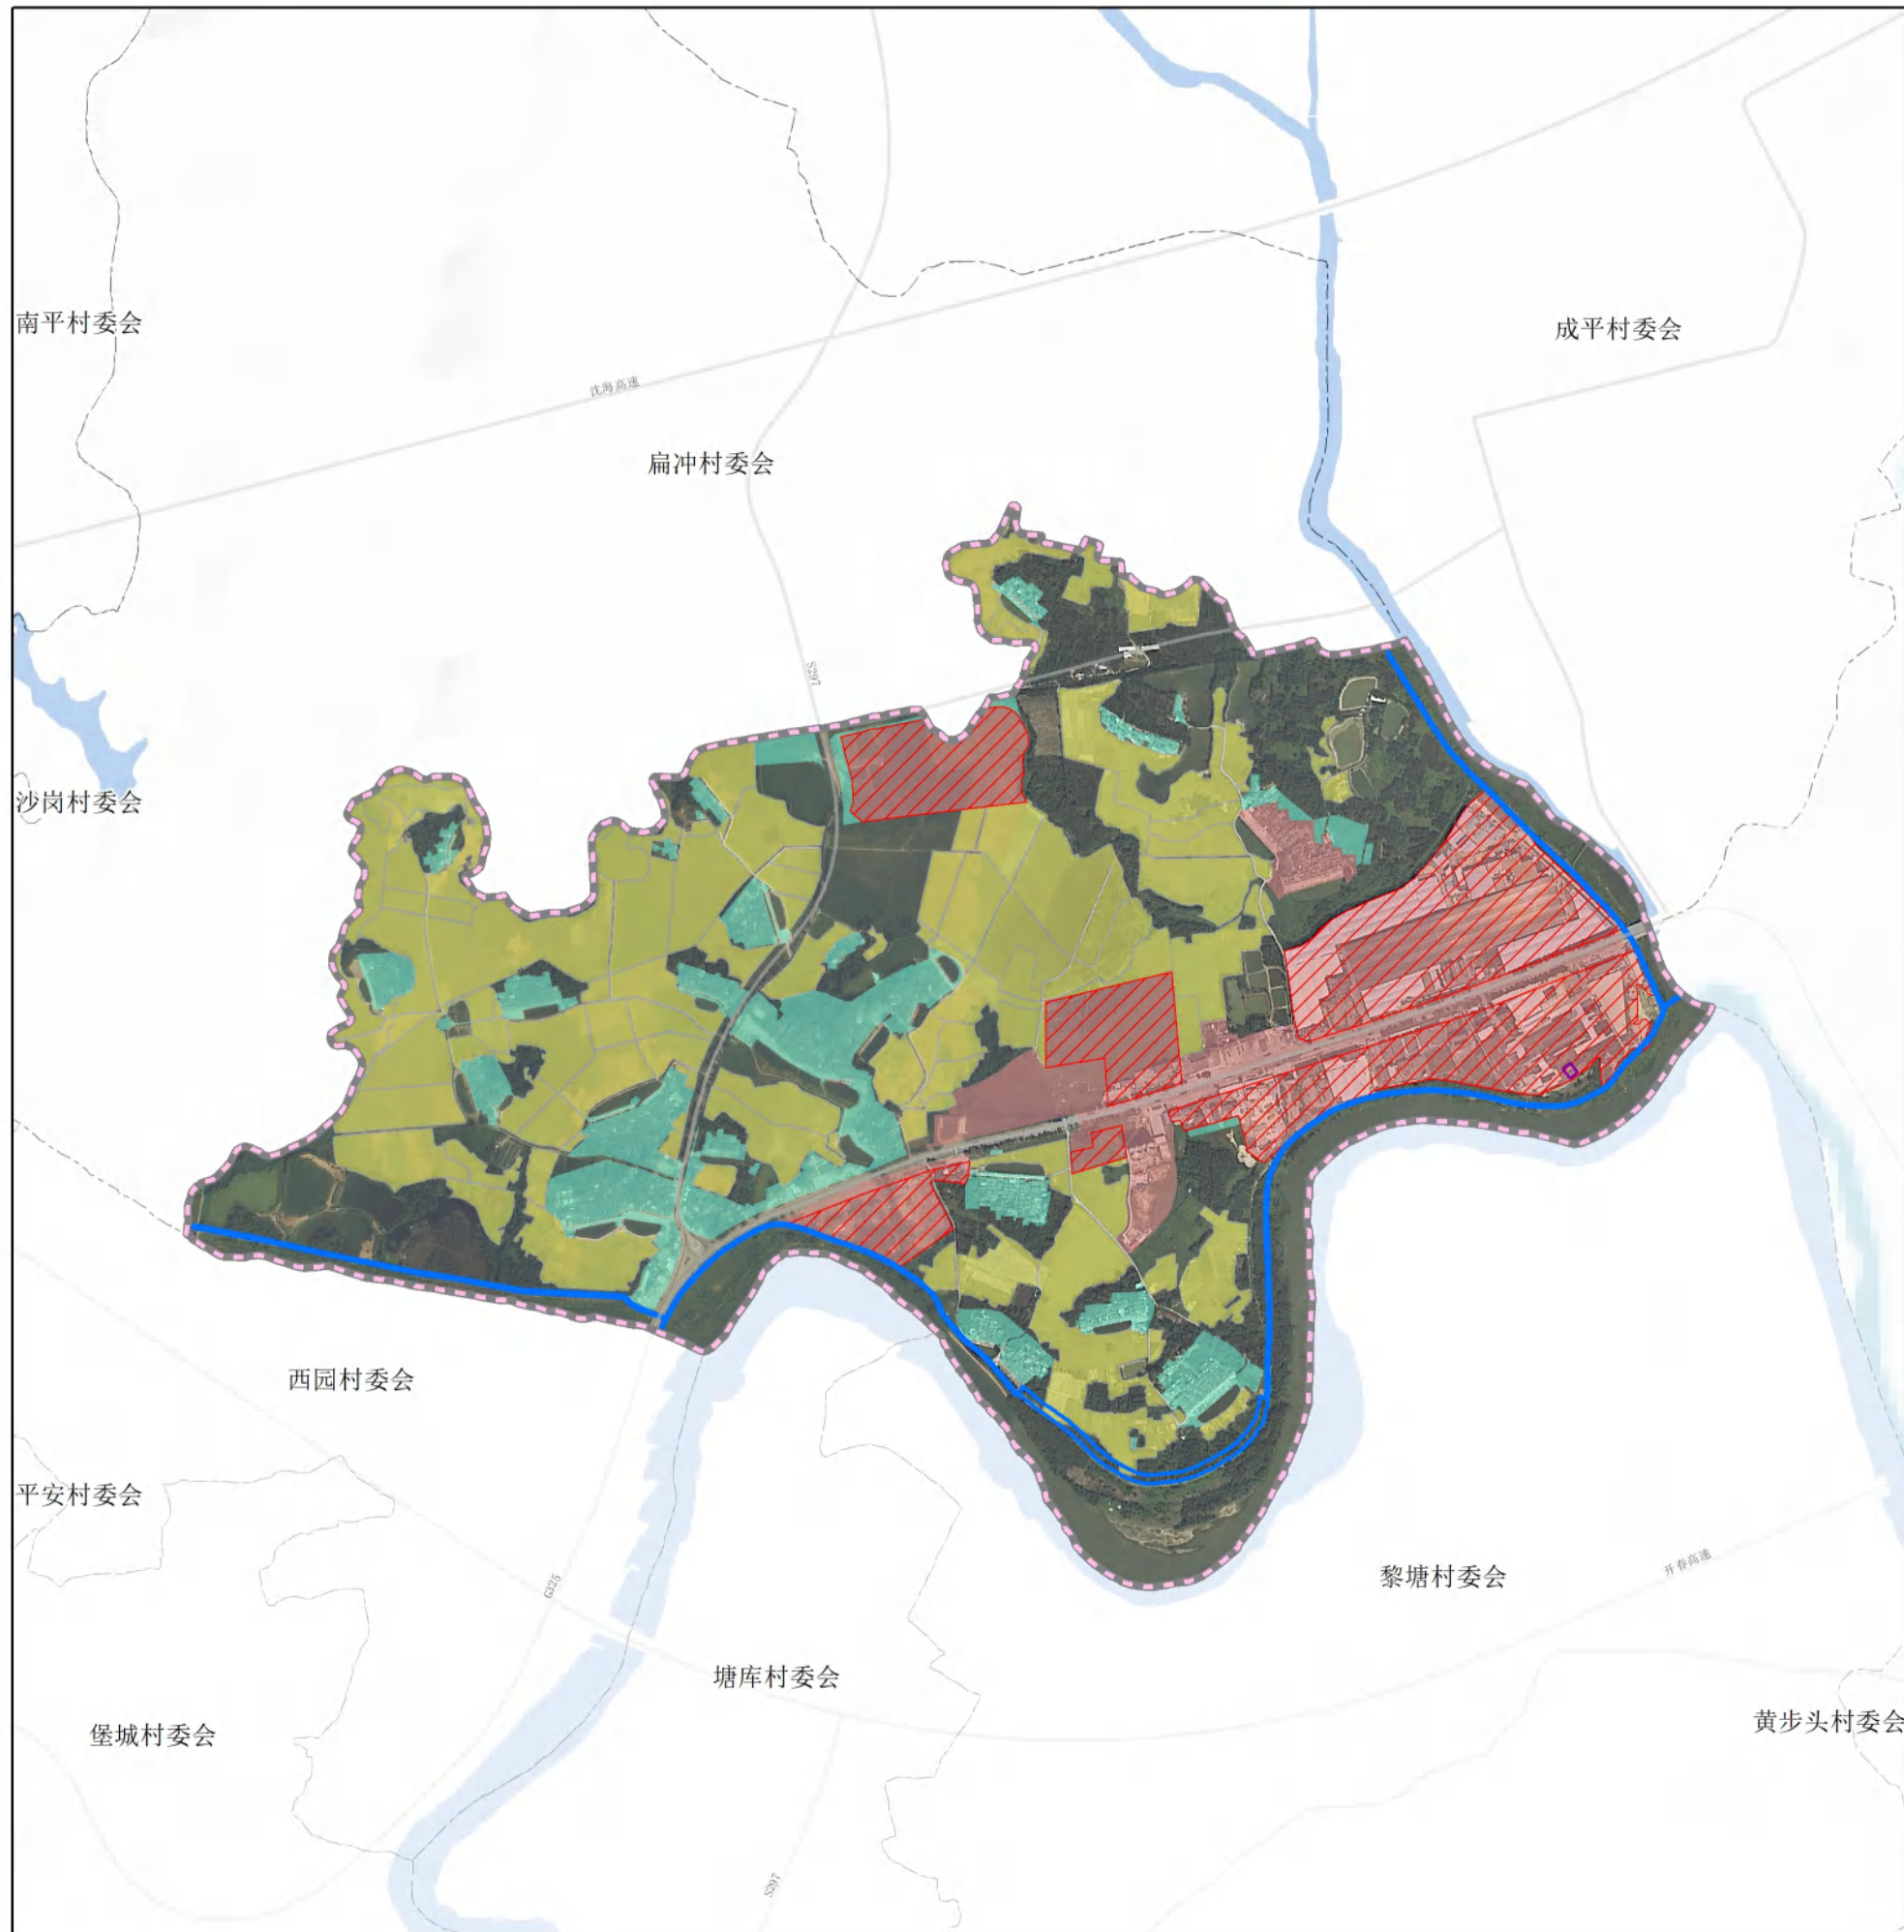 南平村委会
成平村委会
沈海高速
扁冲村委会
S297
沙岗村委会
西园村委会
平安村委会
G325
黎塘村委会
开春高速
塘库村委会
堡城村委会
黄步头村委会
S297